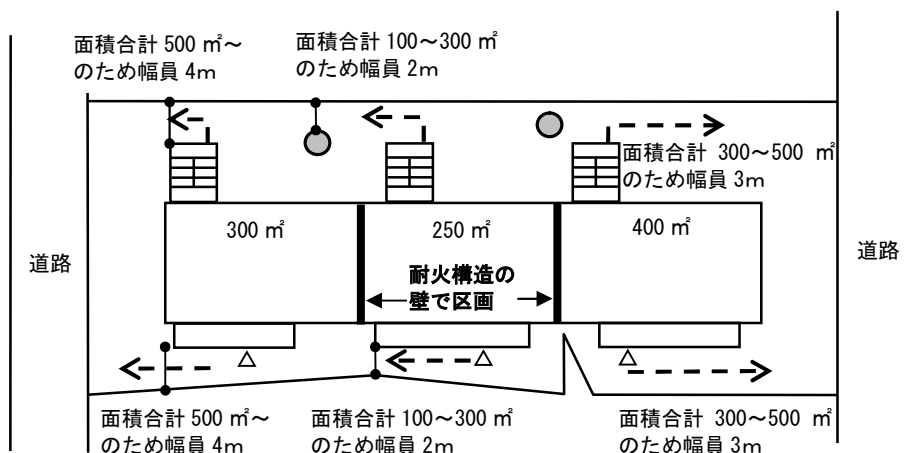 面積合計 500 ㎡～
のため幅員 4ｍ
面積合計 100～300 ㎡
のため幅員 2ｍ
面積合計 300～500 ㎡
のため幅員 3ｍ
300 ㎡
250 ㎡
400 ㎡
道路
耐火構造の
壁で区画
道路
面積合計 500 ㎡～
のため幅員 4ｍ
面積合計 100～300 ㎡
のため幅員 2ｍ
面積合計 300～500 ㎡
のため幅員 3ｍ